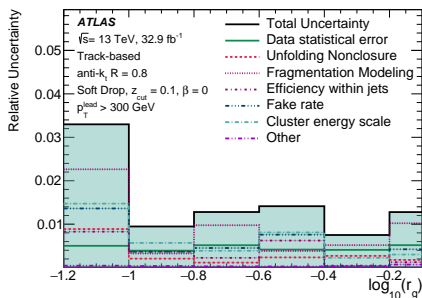 ATLAS
√s= 13 TeV, 32.9 fb⁻¹
Track-based
anti-kₜ R = 0.8
Soft Drop, z_cut = 0.1, β = 0
p_T^lead > 300 GeV
Total Uncertainty
Data statistical error
Unfolding Nonclosure
Fragmentation Modeling
Efficiency within jets
Fake rate
Cluster energy scale
Other
Relative Uncertainty
0.05
0.04
0.03
0.02
0.01
−1.2 −1 −0.8 −0.6 −0.4 −0.2
log₁₀(r_g)